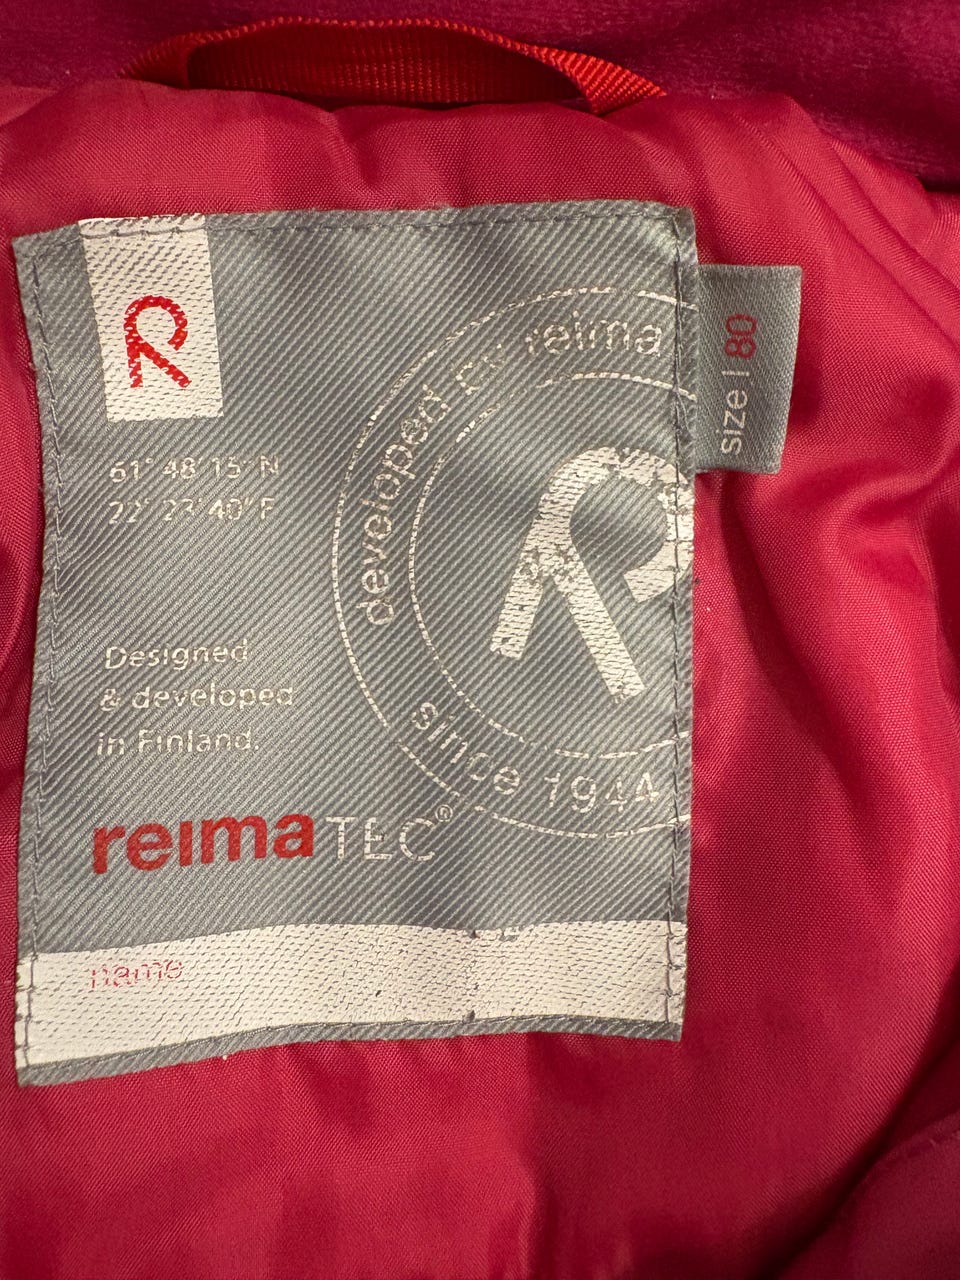 R
61° 48' 15" N
22° 23' 40" E
developed by reima
since 1944
R
size | 80
Designed
& developed
in Finland.
reimaTEC®
name